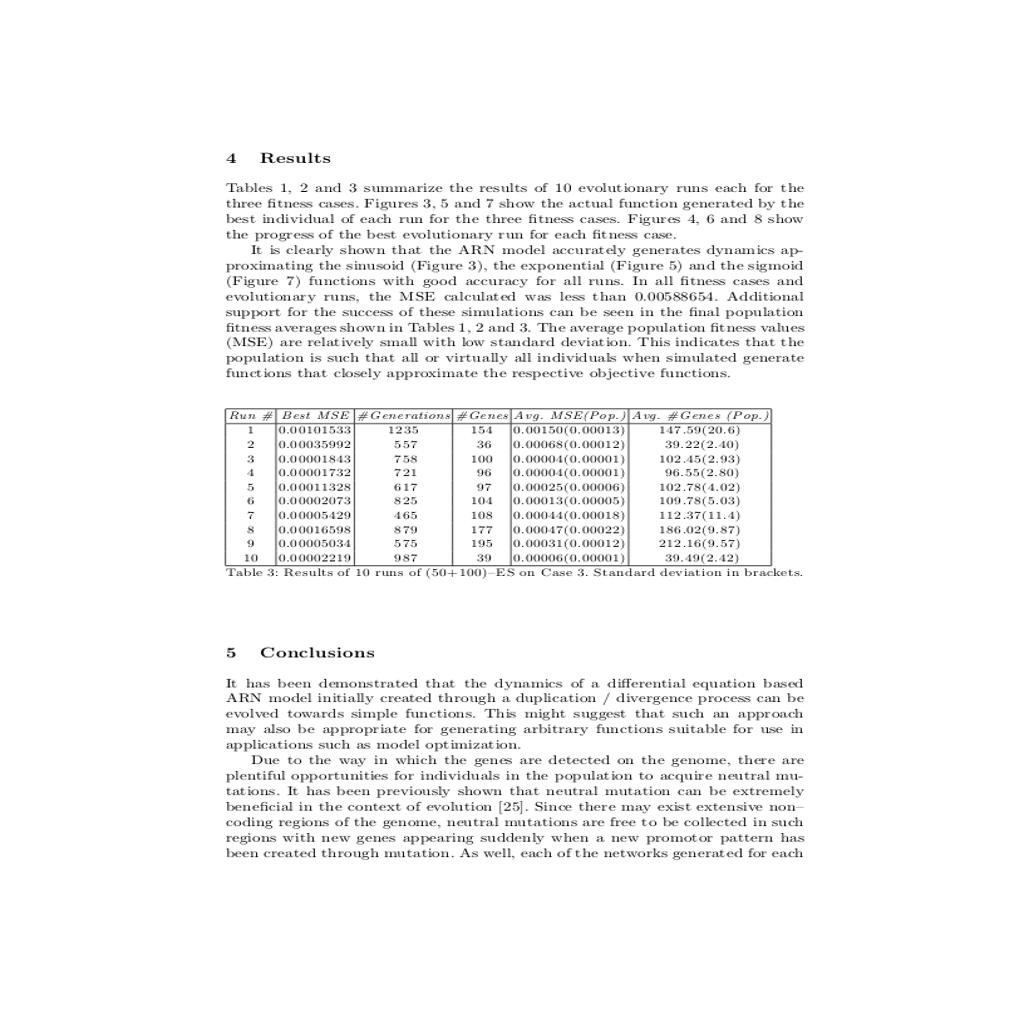 4 Results
Tables 1, 2 and 3 summarize the results of 10 evolutionary runs each for the
three fitness cases. Figures 3, 5 and 7 show the actual function generated by the
best individual of each run for the three fitness cases. Figures 4, 6 and 8 show
the progress of the best evolutionary run for each fitness case.
It is clearly shown that the ARN model accurately generates dynamics ap-
proximating the sinusoid (Figure 3), the exponential (Figure 5) and the sigmoid
(Figure 7) functions with good accuracy for all runs. In all fitness cases and
evolutionary runs, the MSE calculated was less than 0.00588654. Additional
support for the success of these simulations can be seen in the final population
fitness averages shown in Tables 1, 2 and 3. The average population fitness values
(MSE) are relatively small with low standard deviation. This indicates that the
population is such that all or virtually all individuals when simulated generate
functions that closely approximate the respective objective functions.
Run # Best MSE #Generations #Genes Avg. MSE(Pop.) Avg. #Genes (Pop.)
1 0.00101533 1235 154 0.00150(0.00013) 147.59(20.6)
2 0.00035992 557 36 0.00068(0.00012) 39.22(2.40)
3 0.00001843 758 100 0.00004(0.00001) 102.45(2.93)
4 0.00001732 721 96 0.00004(0.00001) 96.55(2.80)
5 0.00011328 617 97 0.00025(0.00006) 102.78(4.02)
6 0.00002073 825 104 0.00013(0.00005) 109.78(5.03)
7 0.00005429 465 108 0.00044(0.00018) 112.37(11.4)
8 0.00016598 879 177 0.00047(0.00022) 186.02(9.87)
9 0.00005034 575 195 0.00031(0.00012) 212.16(9.57)
10 0.00002219 987 39 0.00006(0.00001) 39.49(2.42)
Table 3: Results of 10 runs of (50+100)–ES on Case 3. Standard deviation in brackets.
5 Conclusions
It has been demonstrated that the dynamics of a differential equation based
ARN model initially created through a duplication / divergence process can be
evolved towards simple functions. This might suggest that such an approach
may also be appropriate for generating arbitrary functions suitable for use in
applications such as model optimization.
Due to the way in which the genes are detected on the genome, there are
plentiful opportunities for individuals in the population to acquire neutral mu-
tations. It has been previously shown that neutral mutation can be extremely
beneficial in the context of evolution [25]. Since there may exist extensive non–
coding regions of the genome, neutral mutations are free to be collected in such
regions with new genes appearing suddenly when a new promotor pattern has
been created through mutation. As well, each of the networks generated for each